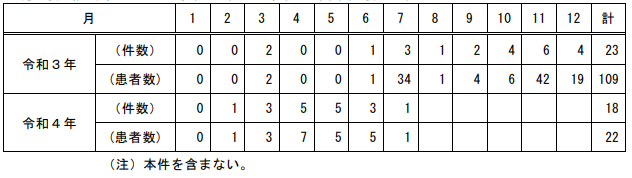 月 1 2 3 4 5 6 7 8 9 10 11 12 計
令和３年 （件数） 0 0 2 0 0 1 3 1 2 4 6 4 23
（患者数） 0 0 2 0 0 1 34 1 4 6 42 19 109
令和４年 （件数） 0 1 3 5 5 3 1 18
（患者数） 0 1 3 7 5 5 1 22
（注）本件を含まない。